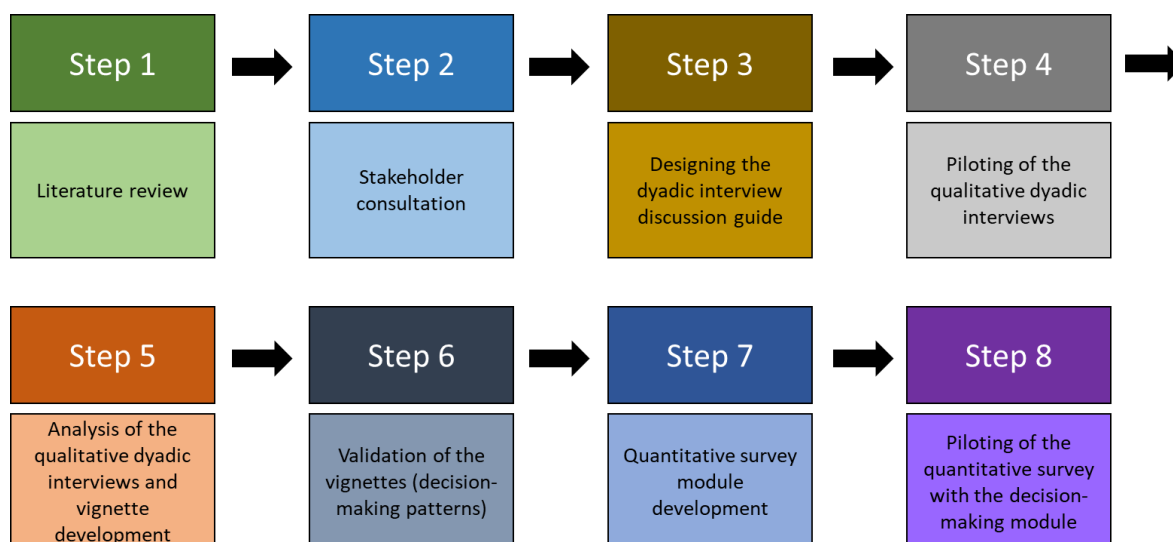 Step 1
Step 2
Step 3
Step 4
Literature review
Stakeholder
consultation
Designing the
dyadic interview
discussion guide
Piloting of the
qualitative dyadic
interviews
Step 5
Step 6
Step 7
Step 8
Analysis of the
qualitative dyadic
interviews and
vignette
development
Validation of the
vignettes (decision-
making patterns)
Quantitative survey
module
development
Piloting of the
quantitative survey
with the decision-
making module